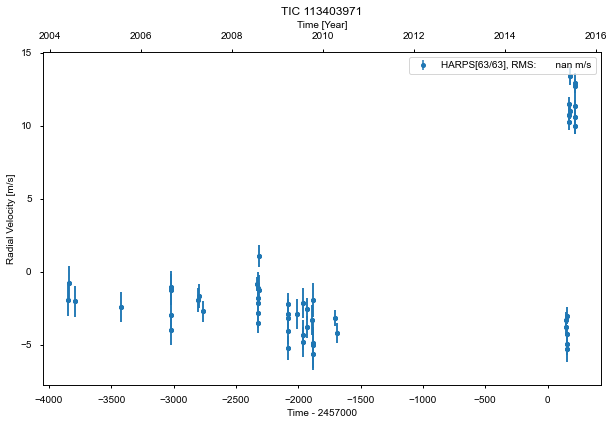 TIC 113403971
Time [Year]
2004 2006 2008 2010 2012 2014 2016
HARPS[63/63], RMS: nan m/s
15
10
5
0
−5
Radial Velocity [m/s]
−4000 −3500 −3000 −2500 −2000 −1500 −1000 −500 0
Time - 2457000